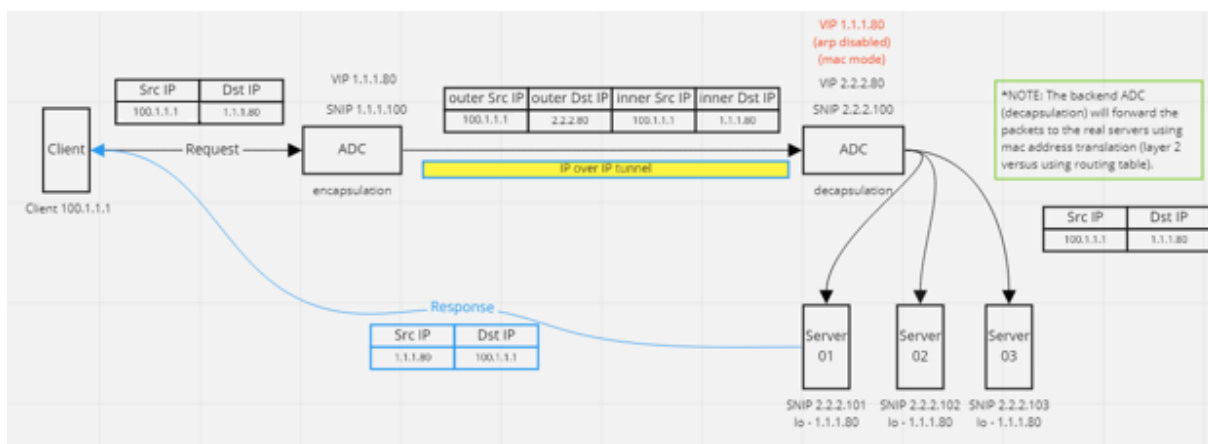 VIP 1.1.1.80
(arp disabled)
(mac mode)
VIP 1.1.1.80
VIP 2.2.2.80
Src IP Dst IP
100.1.1.1 1.1.1.80
SNIP 1.1.1.100
outer Src IP outer Dst IP inner Src IP inner Dst IP
100.1.1.1 2.2.2.80 100.1.1.1 1.1.1.80
SNIP 2.2.2.100
*NOTE: The backend ADC
(decapsulation) will forward the
packets to the real servers using
mac address translation (layer 2
versus using routing table).
Client
Request
ADC
ADC
IP over IP tunnel
encapsulation
decapsulation
Client 100.1.1.1
Src IP Dst IP
100.1.1.1 1.1.1.80
Response
Src IP Dst IP
1.1.1.80 100.1.1.1
Server
01
Server
02
Server
03
SNIP 2.2.2.101
lo - 1.1.1.80
SNIP 2.2.2.102
lo - 1.1.1.80
SNIP 2.2.2.103
lo - 1.1.1.80